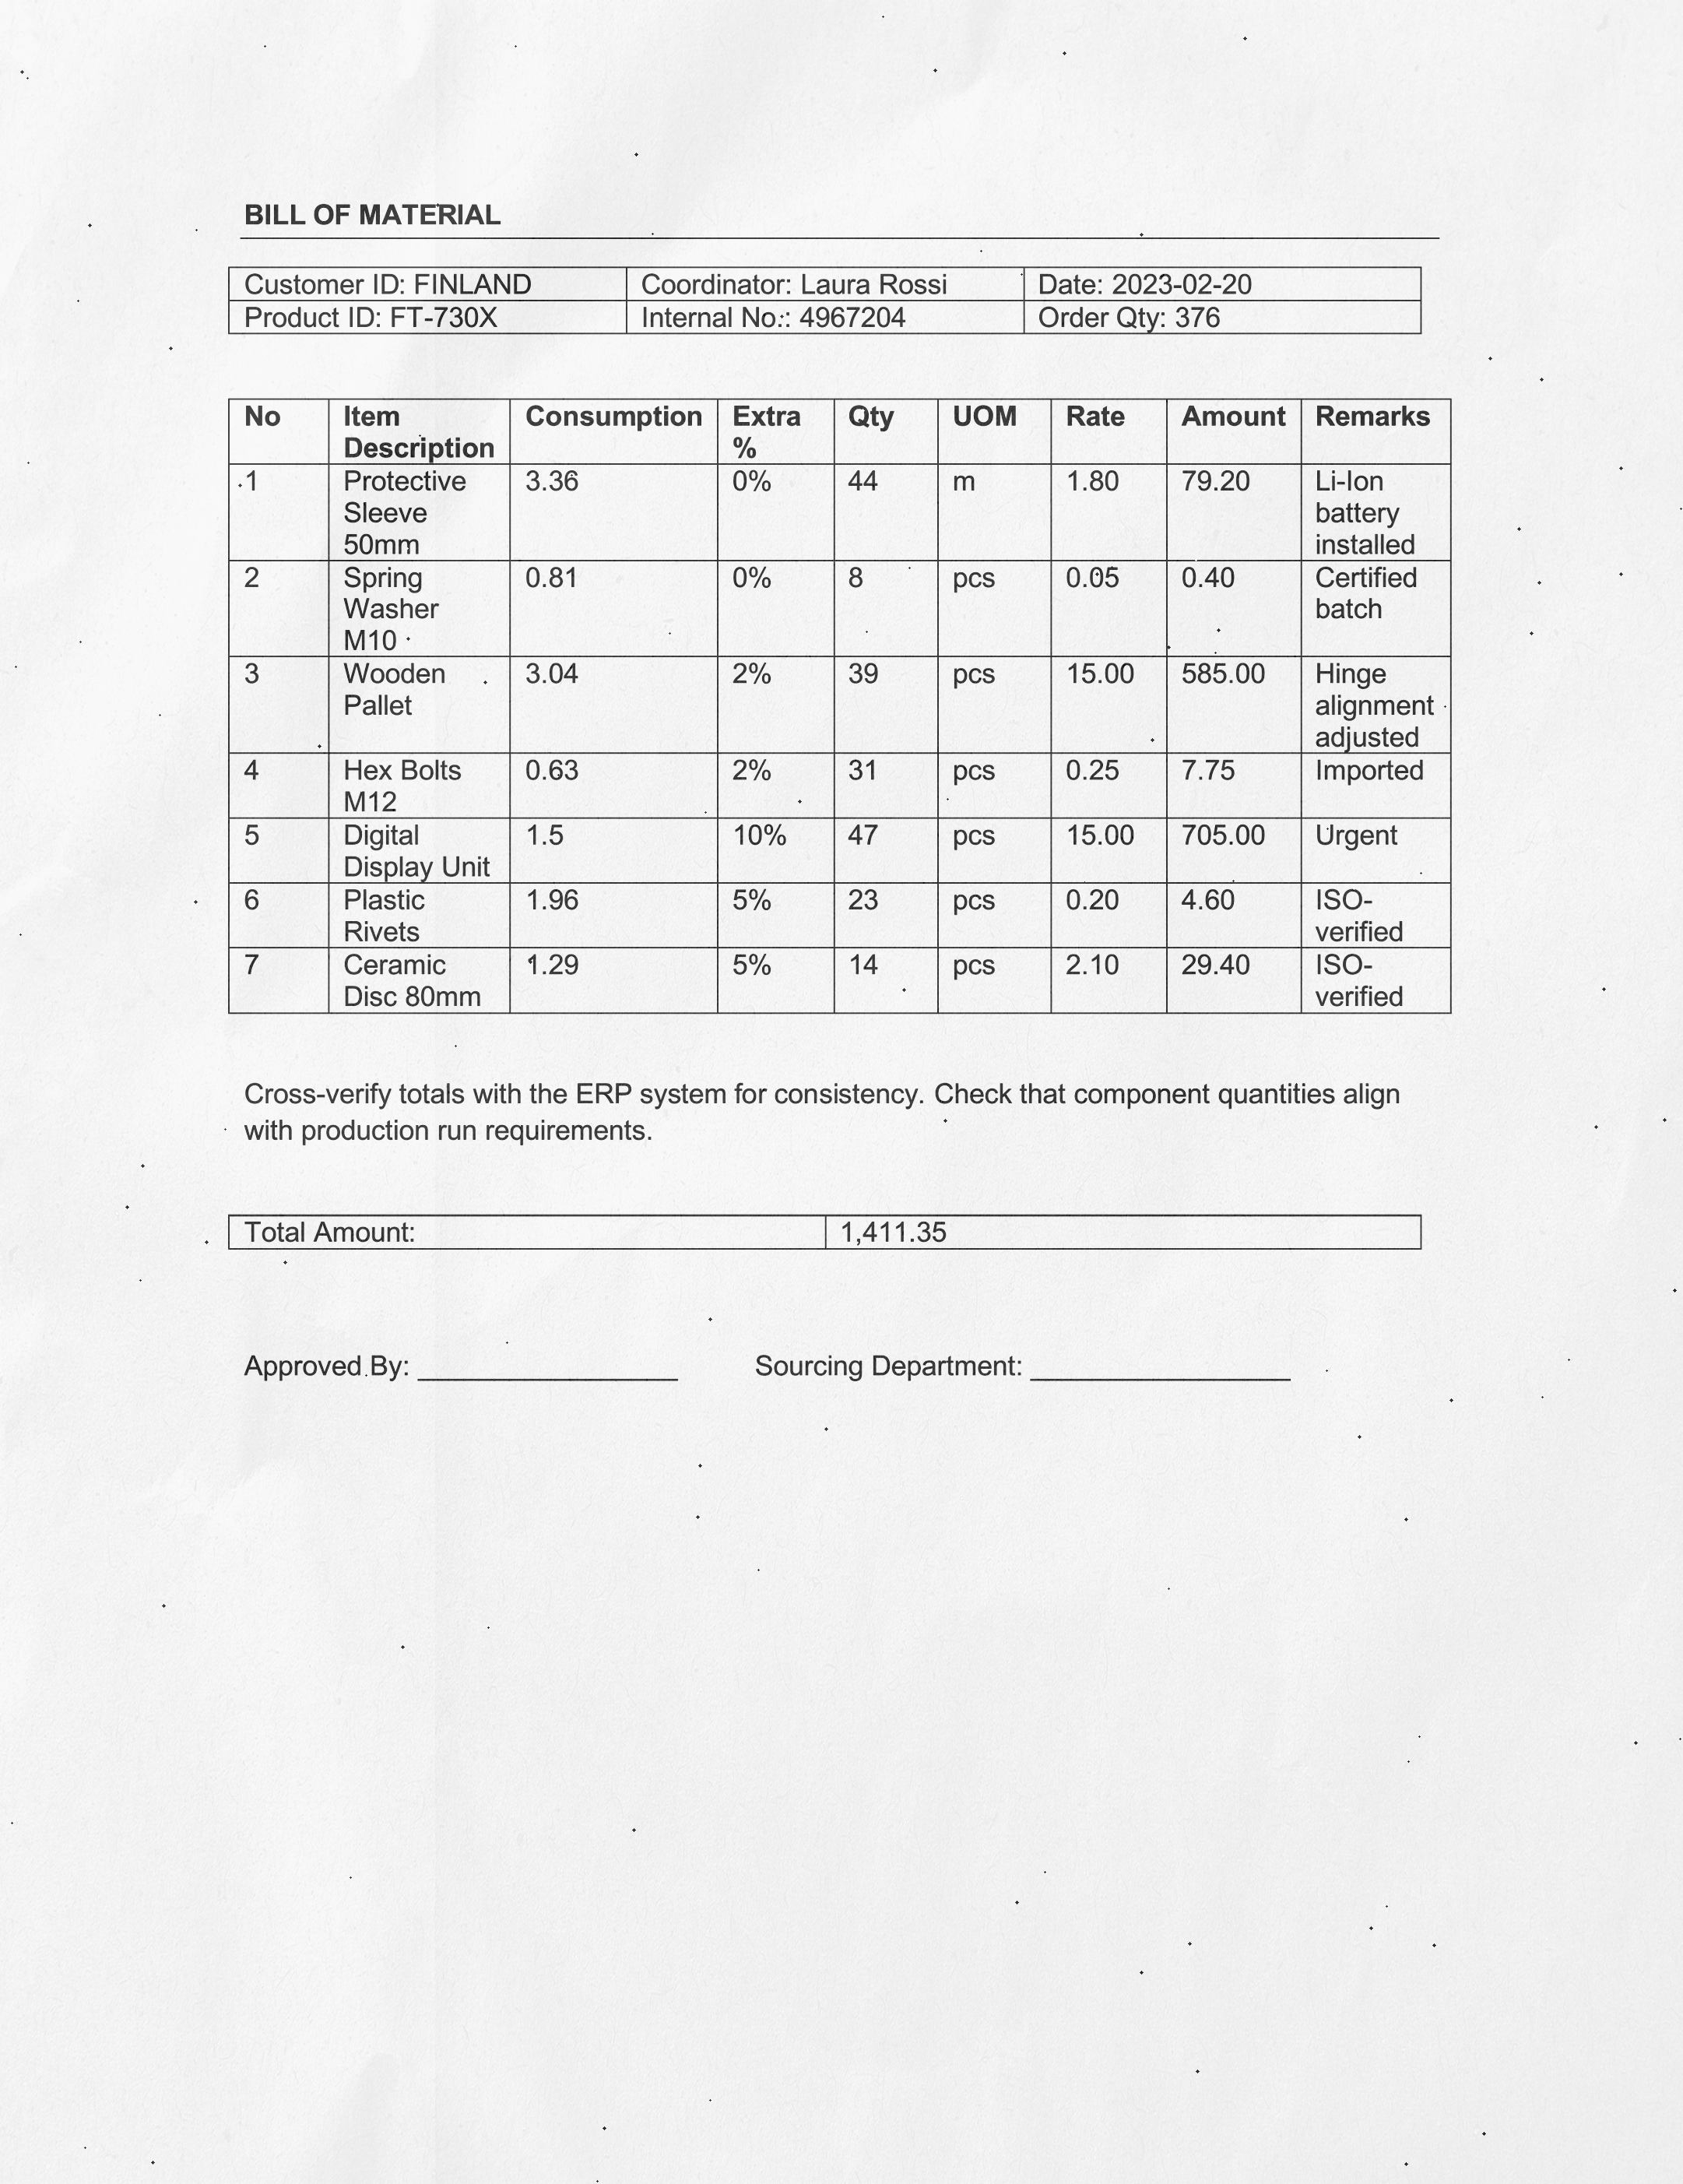 BILL OF MATERIAL
Customer ID: FINLAND Coordinator: Laura Rossi Date: 2023-02-20
Product ID: FT-730X Internal No.: 4967204 Order Qty: 376
No Item Description Consumption Extra % Qty UOM Rate Amount Remarks
1 Protective Sleeve 50mm 3.36 0% 44 m 1.80 79.20 Li-Ion battery installed
2 Spring Washer M10 0.81 0% 8 pcs 0.05 0.40 Certified batch
3 Wooden Pallet 3.04 2% 39 pcs 15.00 585.00 Hinge alignment adjusted
4 Hex Bolts M12 0.63 2% 31 pcs 0.25 7.75 Imported
5 Digital Display Unit 1.5 10% 47 pcs 15.00 705.00 Urgent
6 Plastic Rivets 1.96 5% 23 pcs 0.20 4.60 ISO-verified
7 Ceramic Disc 80mm 1.29 5% 14 pcs 2.10 29.40 ISO-verified
Cross-verify totals with the ERP system for consistency. Check that component quantities align
with production run requirements.
Total Amount: 1,411.35
Approved By: Sourcing Department: